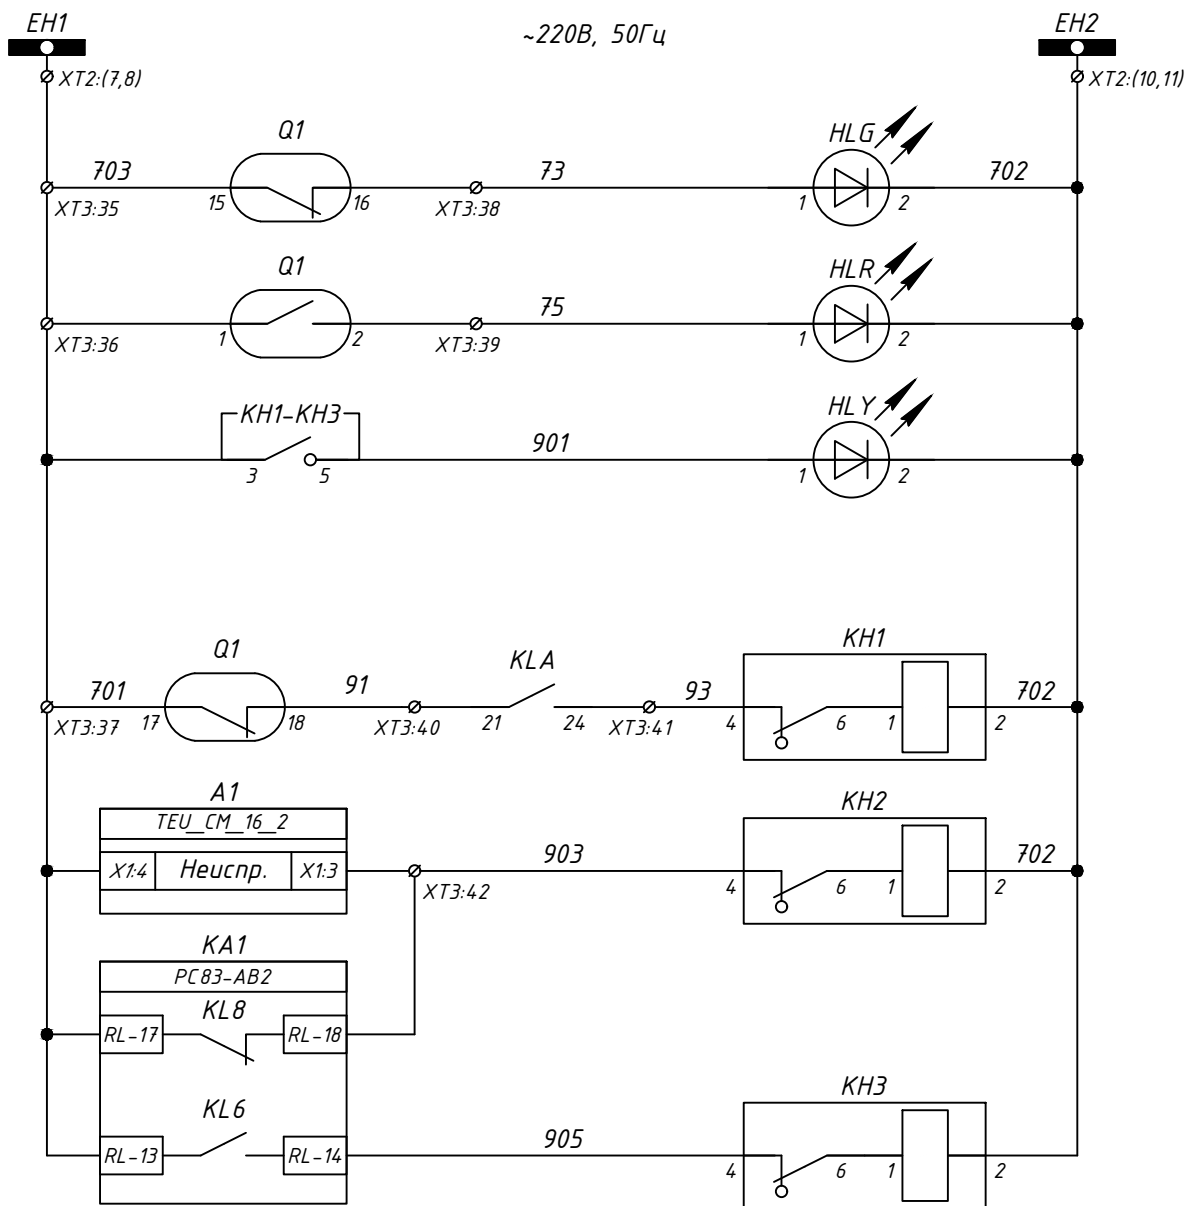 EH1
~220В, 50Гц
EH2
XT2:(7,8)
XT2:(10,11)
Q1
HLG
703
73
702
15
16
1
2
XT3:35
XT3:38
Q1
HLR
75
1
2
1
2
XT3:36
XT3:39
KH1-KH3
HLY
901
3
5
1
2
Q1
KLA
KH1
701
91
93
702
XT3:37
17
18
XT3:40
21
24
XT3:41
4
6
1
2
A1
TEU_CM_16_2
KH2
X1:4
Неиспр.
X1:3
903
702
XT3:42
4
6
1
2
KA1
РС83-АВ2
KL8
RL-17
RL-18
KL6
KH3
RL-13
RL-14
905
4
6
1
2